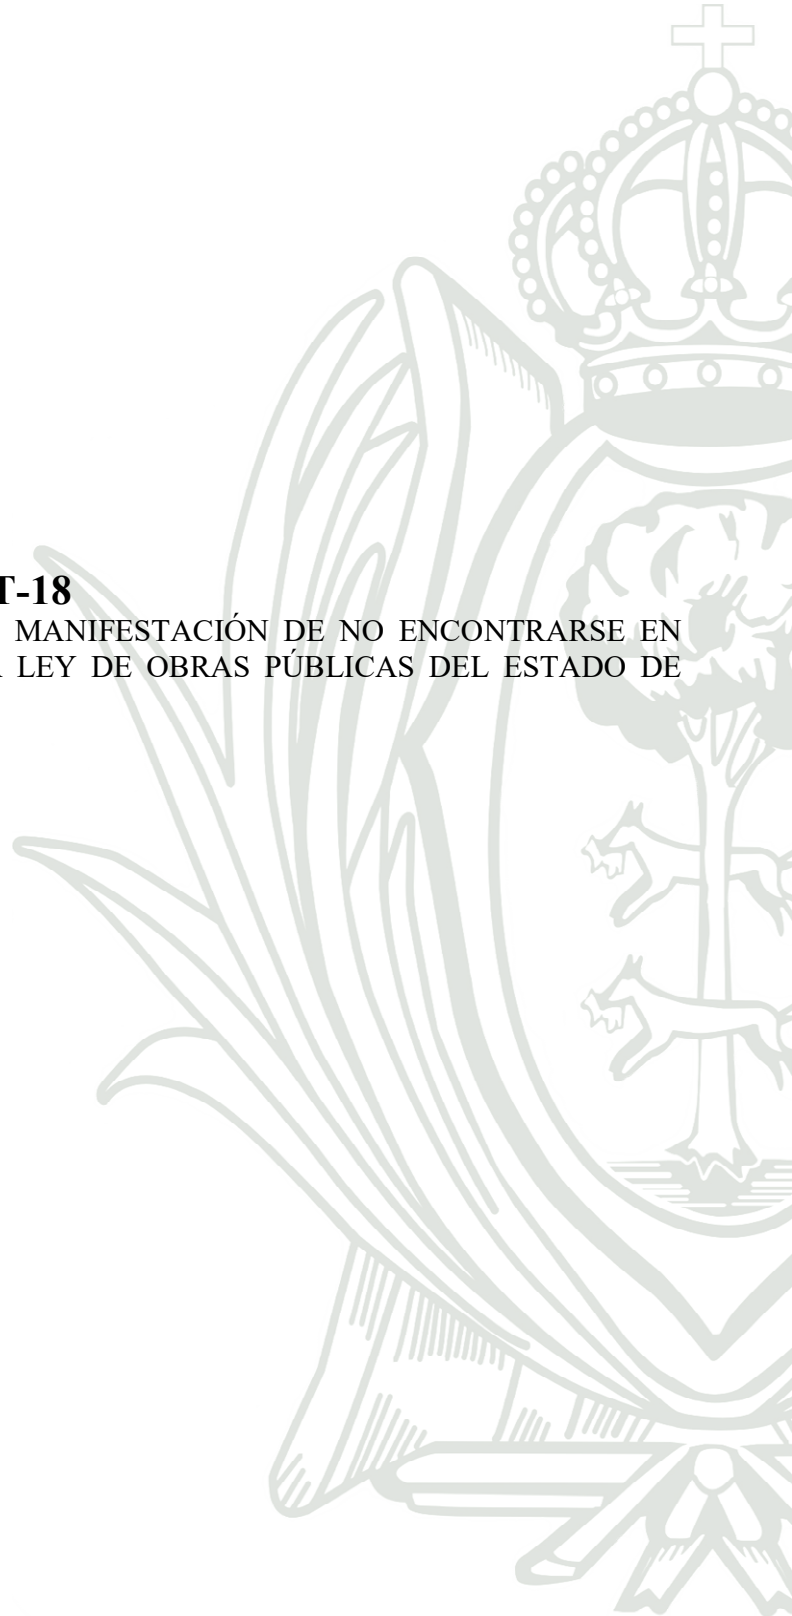 T-18
MANIFESTACIÓN DE NO ENCONTRARSE EN
LEY DE OBRAS PÚBLICAS DEL ESTADO DE